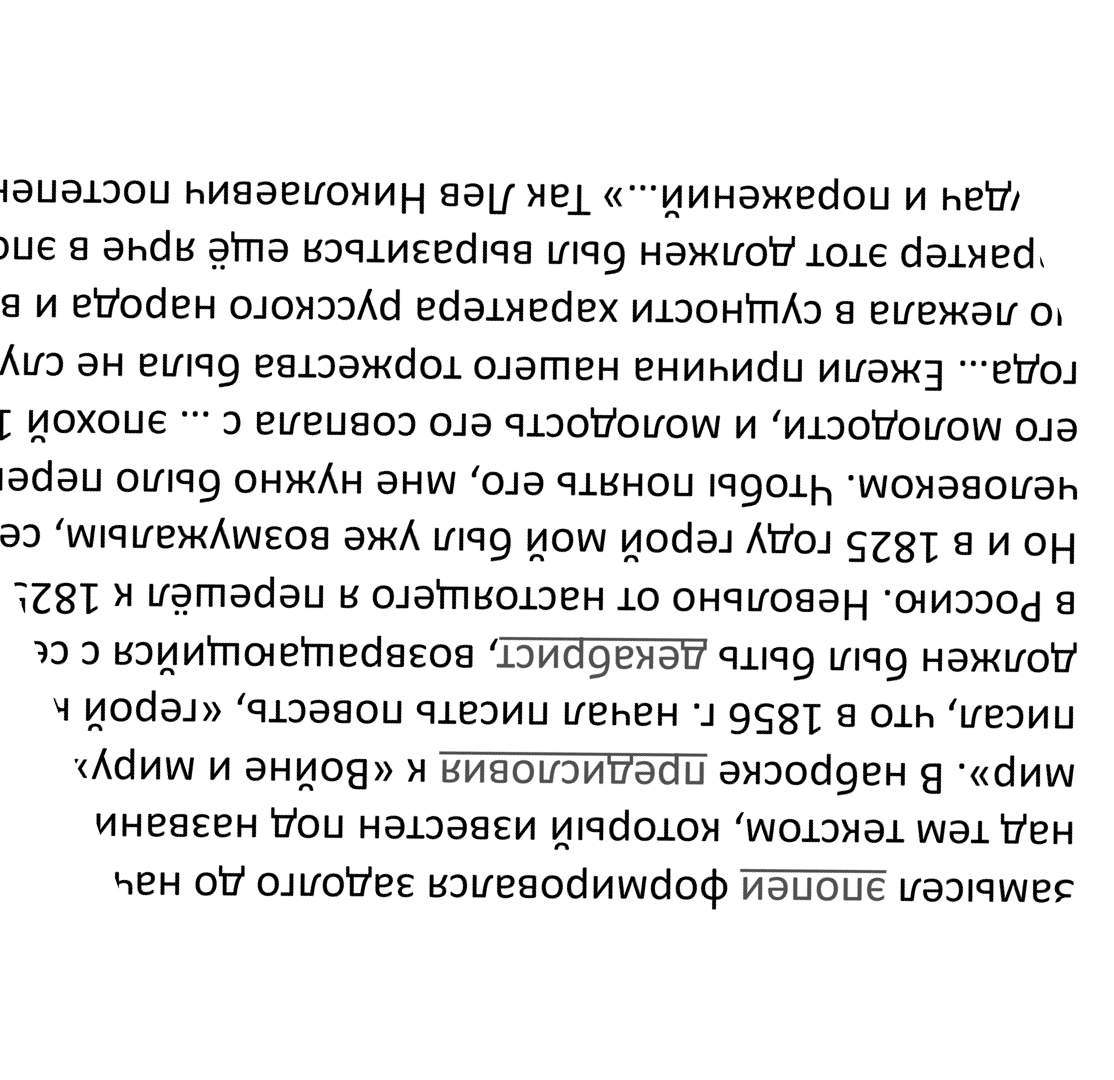 Замысел эпопеи формировался задолго до нач
над тем текстом, который известен под названи
мир». В наброске предисловия к «Войне и миру»
писал, что в 1856 г. начал писать повесть, «герой к
должен был быть декабрист, возвращающийся с се
в Россию. Невольно от настоящего я перешёл к 1825
Но и в 1825 году герой мой был уже возмужалым, се
человеком. Чтобы понять его, мне нужно было перен
его молодости, и молодость его совпала с ... эпохой 1
года... Ежели причина нашего торжества была не слу
лежала в сущности характера русского народа и в
рактер этот должен был выразиться ещё ярче в эпо
удач и поражений...» Так Лев Николаевич постепен